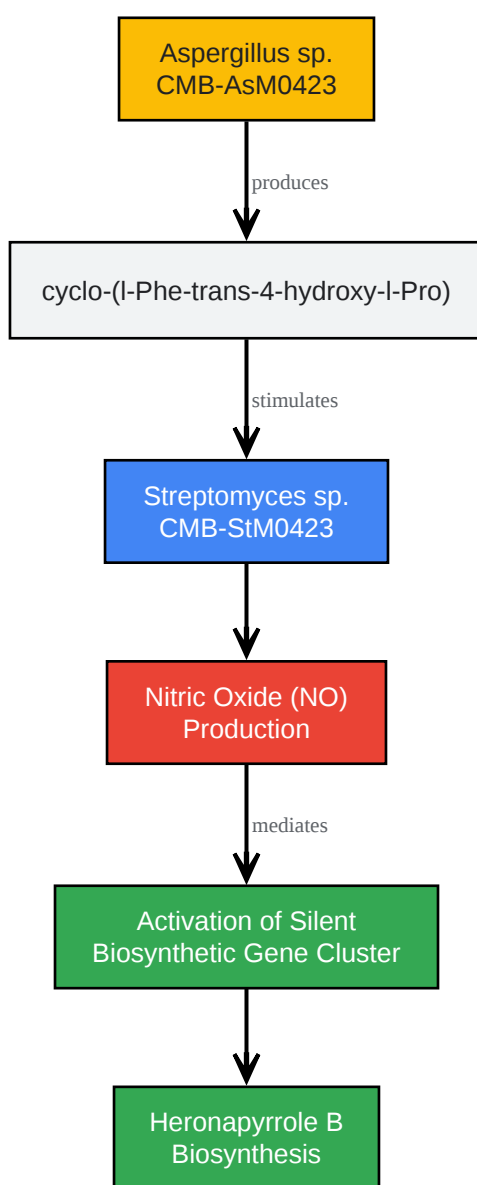 Aspergillus sp.
CMB-AsM0423
produces
cyclo-(l-Phe-trans-4-hydroxy-l-Pro)
stimulates
Streptomyces sp.
CMB-StM0423
Nitric Oxide (NO)
Production
mediates
Activation of Silent
Biosynthetic Gene Cluster
Heronapyrrole B
Biosynthesis